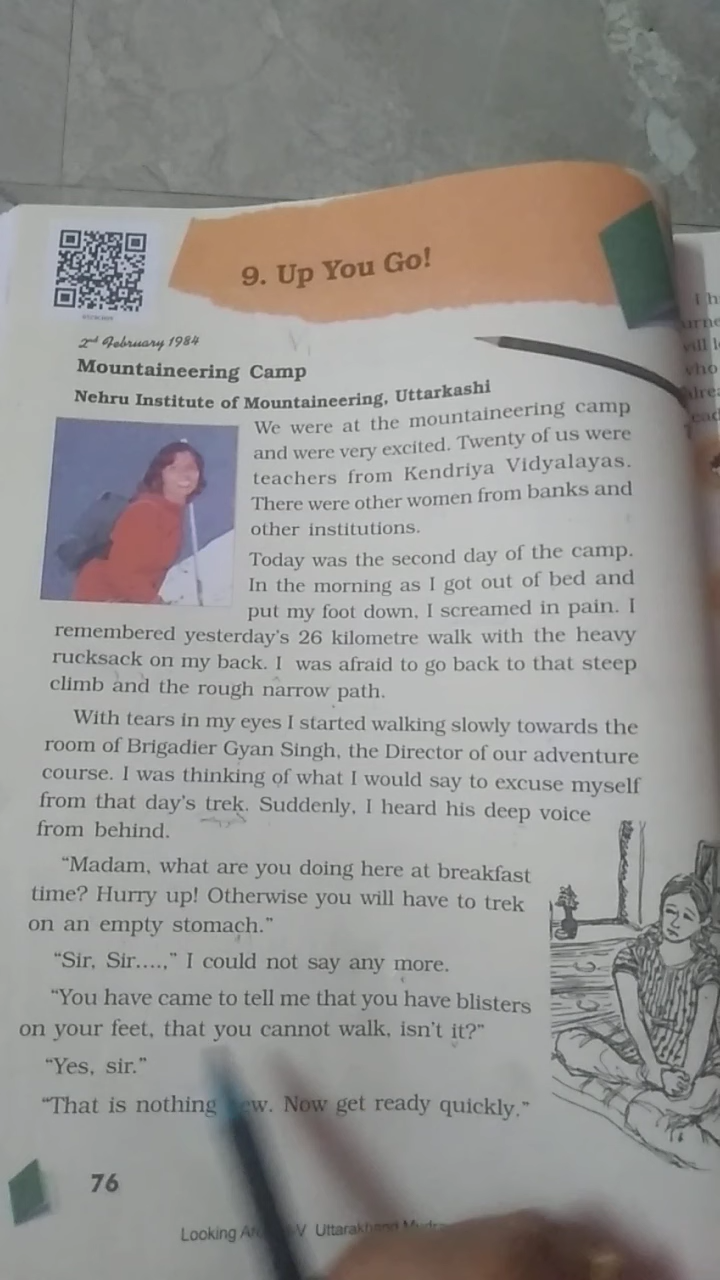 9. Up You Go!
2nd February 1984
Mountaineering Camp
Nehru Institute of Mountaineering, Uttarkashi
We were at the mountaineering camp
and were very excited. Twenty of us were
teachers from Kendriya Vidyalayas.
There were other women from banks and
other institutions.
Today was the second day of the camp.
In the morning as I got out of bed and
put my foot down, I screamed in pain. I
remembered yesterday's 26 kilometre walk with the heavy
rucksack on my back. I was afraid to go back to that steep
climb and the rough narrow path.
With tears in my eyes I started walking slowly towards the
room of Brigadier Gyan Singh, the Director of our adventure
course. I was thinking of what I would say to excuse myself
from that day's trek. Suddenly, I heard his deep voice
from behind.
"Madam, what are you doing here at breakfast
time? Hurry up! Otherwise you will have to trek
on an empty stomach."
"Sir, Sir....," I could not say any more.
"You have came to tell me that you have blisters
on your feet, that you cannot walk, isn't it?"
"Yes, sir."
"That is nothing Now get ready quickly."
76
Looking V Uttarakhand